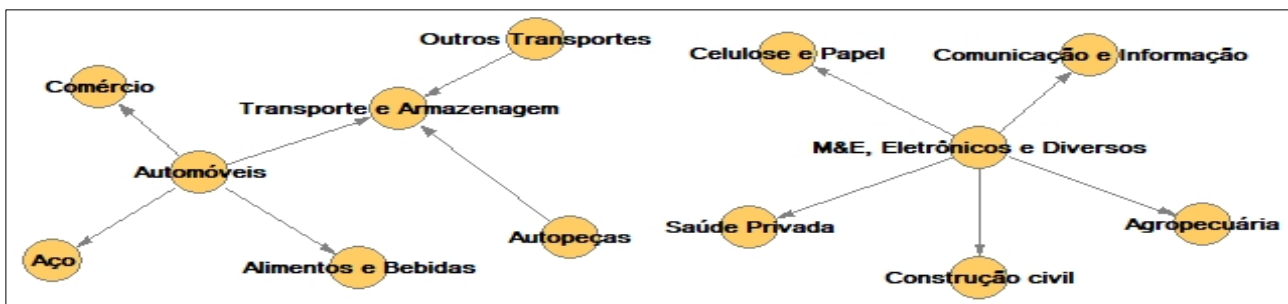 Outros Transportes
Comércio
Transporte e Armazenagem
Automóveis
Autopeças
Aço
Alimentos e Bebidas
Celulose e Papel
Comunicação e Informação
M&E, Eletrônicos e Diversos
Saúde Privada
Agropecuária
Construção civil